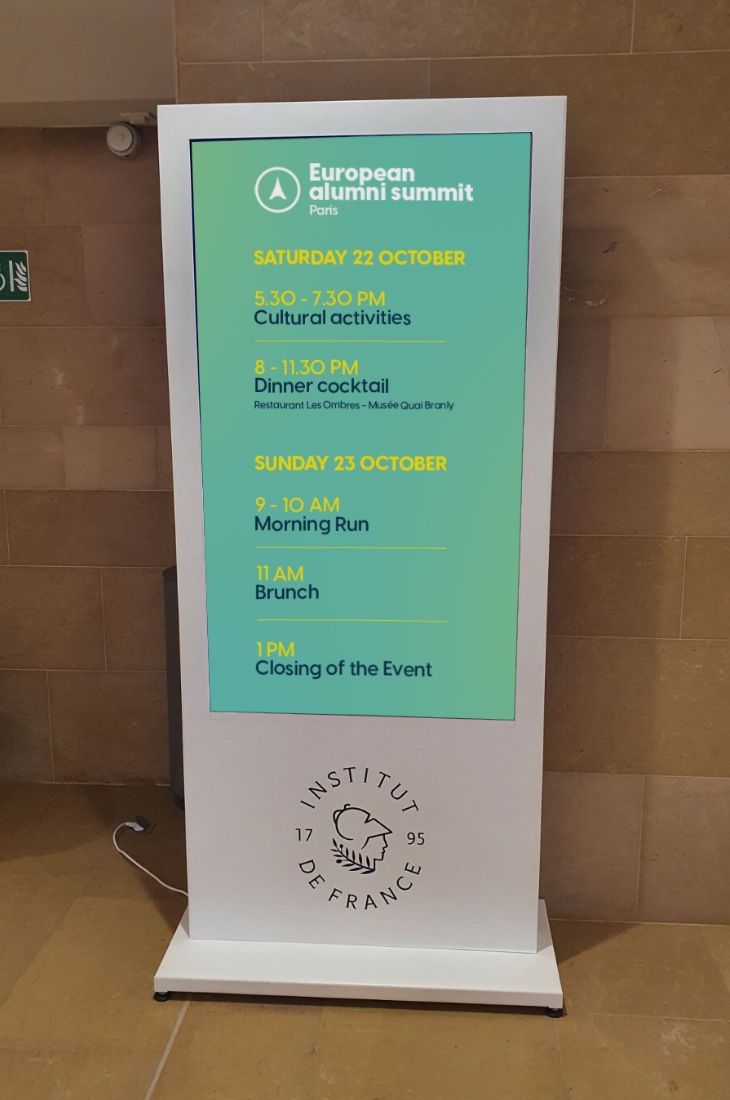 European
alumni summit
Paris
SATURDAY 22 OCTOBER
5.30 - 7.30 PM
Cultural activities
8 - 11.30 PM
Dinner cocktail
Restaurant Les Ombres - Musée Quai Branly
SUNDAY 23 OCTOBER
9 - 10 AM
Morning Run
11 AM
Brunch
1 PM
Closing of the Event
INSTITUT
17 95
DE FRANCE